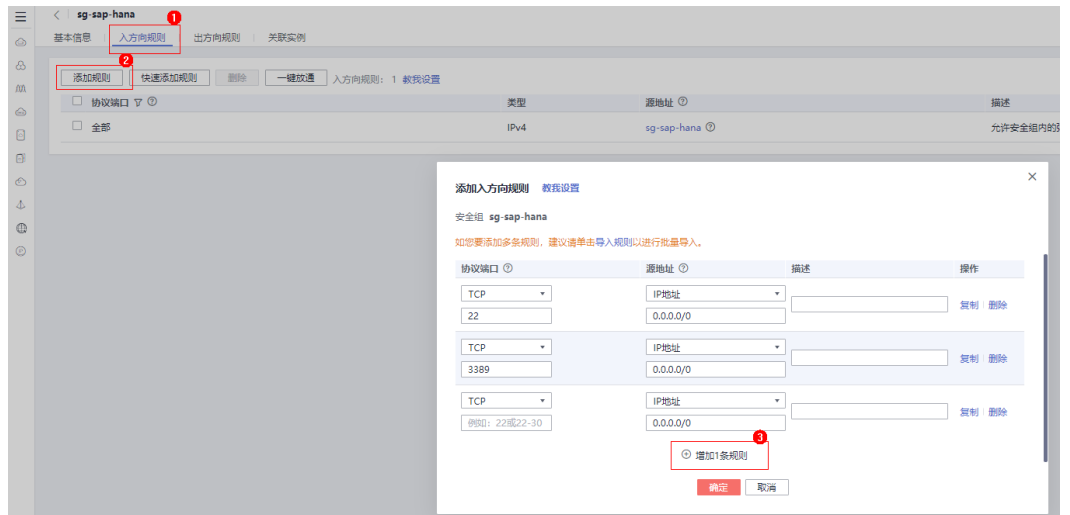 sg-sap-hana
1
基本信息 入方向规则 出方向规则 关联实例
2
添加规则 快速添加规则 删除 一键放通 入方向规则: 1 教我设置
协议端口 类型 源地址 描述
全部 IPv4 sg-sap-hana 允许安全组内的
添加入方向规则 教我设置
安全组 sg-sap-hana
如您要添加多条规则，建议请单击导入规则以进行批量导入。
协议端口 源地址 描述 操作
TCP IP地址
复制 删除
22 0.0.0.0/0
TCP IP地址
复制 删除
3389 0.0.0.0/0
TCP IP地址
复制 删除
例如: 22或22-30 0.0.0.0/0
3
增加1条规则
确定 取消